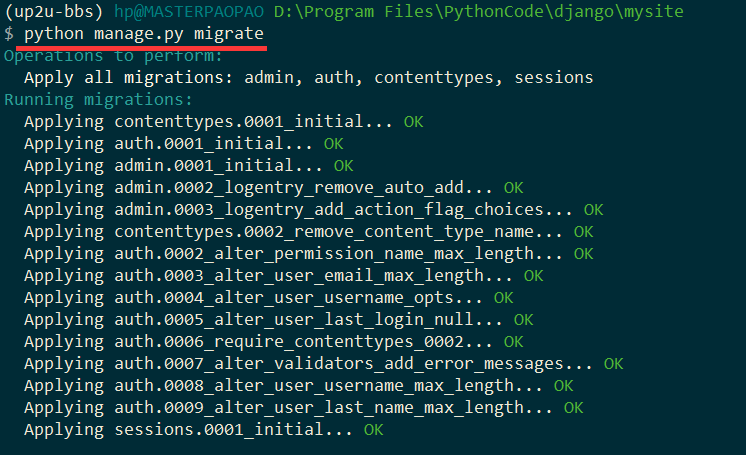 (up2u-bbs) hp@MASTERPAOPAO D:\Program Files\PythonCode\django\mysite
$ python manage.py migrate
Operations to perform:
  Apply all migrations: admin, auth, contenttypes, sessions
Running migrations:
  Applying contenttypes.0001_initial... OK
  Applying auth.0001_initial... OK
  Applying admin.0001_initial... OK
  Applying admin.0002_logentry_remove_auto_add... OK
  Applying admin.0003_logentry_add_action_flag_choices... OK
  Applying contenttypes.0002_remove_content_type_name... OK
  Applying auth.0002_alter_permission_name_max_length... OK
  Applying auth.0003_alter_user_email_max_length... OK
  Applying auth.0004_alter_user_username_opts... OK
  Applying auth.0005_alter_user_last_login_null... OK
  Applying auth.0006_require_contenttypes_0002... OK
  Applying auth.0007_alter_validators_add_error_messages... OK
  Applying auth.0008_alter_user_username_max_length... OK
  Applying auth.0009_alter_user_last_name_max_length... OK
  Applying sessions.0001_initial... OK